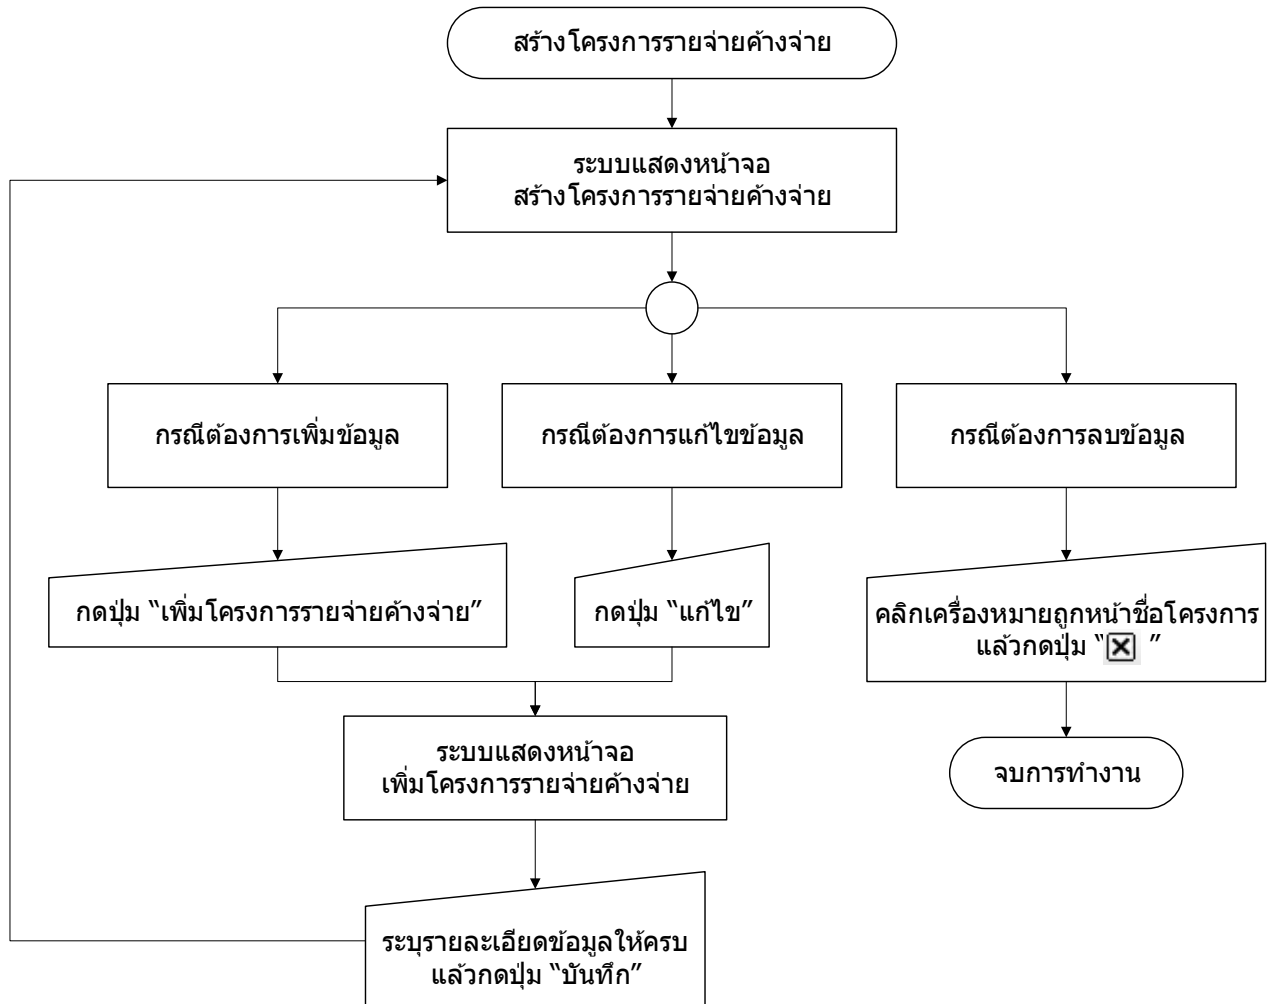 สร้างโครงการรายจ่ายค้างจ่าย
ระบบแสดงหน้าจอ
สร้างโครงการรายจ่ายค้างจ่าย
กรณีต้องการเพิ่มข้อมูล
กรณีต้องการแก้ไขข้อมูล
กรณีต้องการลบข้อมูล
กดปุ่ม “เพิ่มโครงการรายจ่ายค้างจ่าย”
กดปุ่ม “แก้ไข”
คลิกเครื่องหมายถูกหน้าชื่อโครงการ
แล้วกดปุ่ม “ ”
ระบบแสดงหน้าจอ
เพิ่มโครงการรายจ่ายค้างจ่าย
จบการทำงาน
ระบุรายละเอียดข้อมูลให้ครบ
แล้วกดปุ่ม “บันทึก”